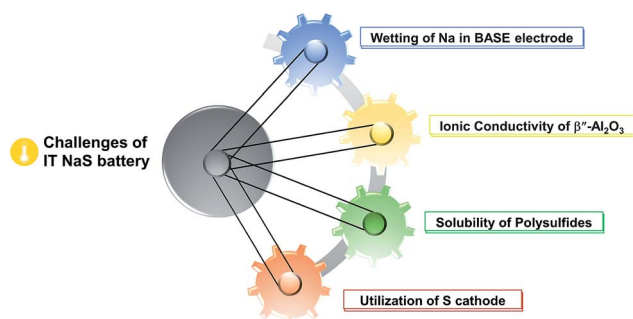 Wetting of Na in BASE electrode
Challenges of
IT NaS battery
Ionic Conductivity of β″-Al₂O₃
Solubility of Polysulfides
Utilization of S cathode